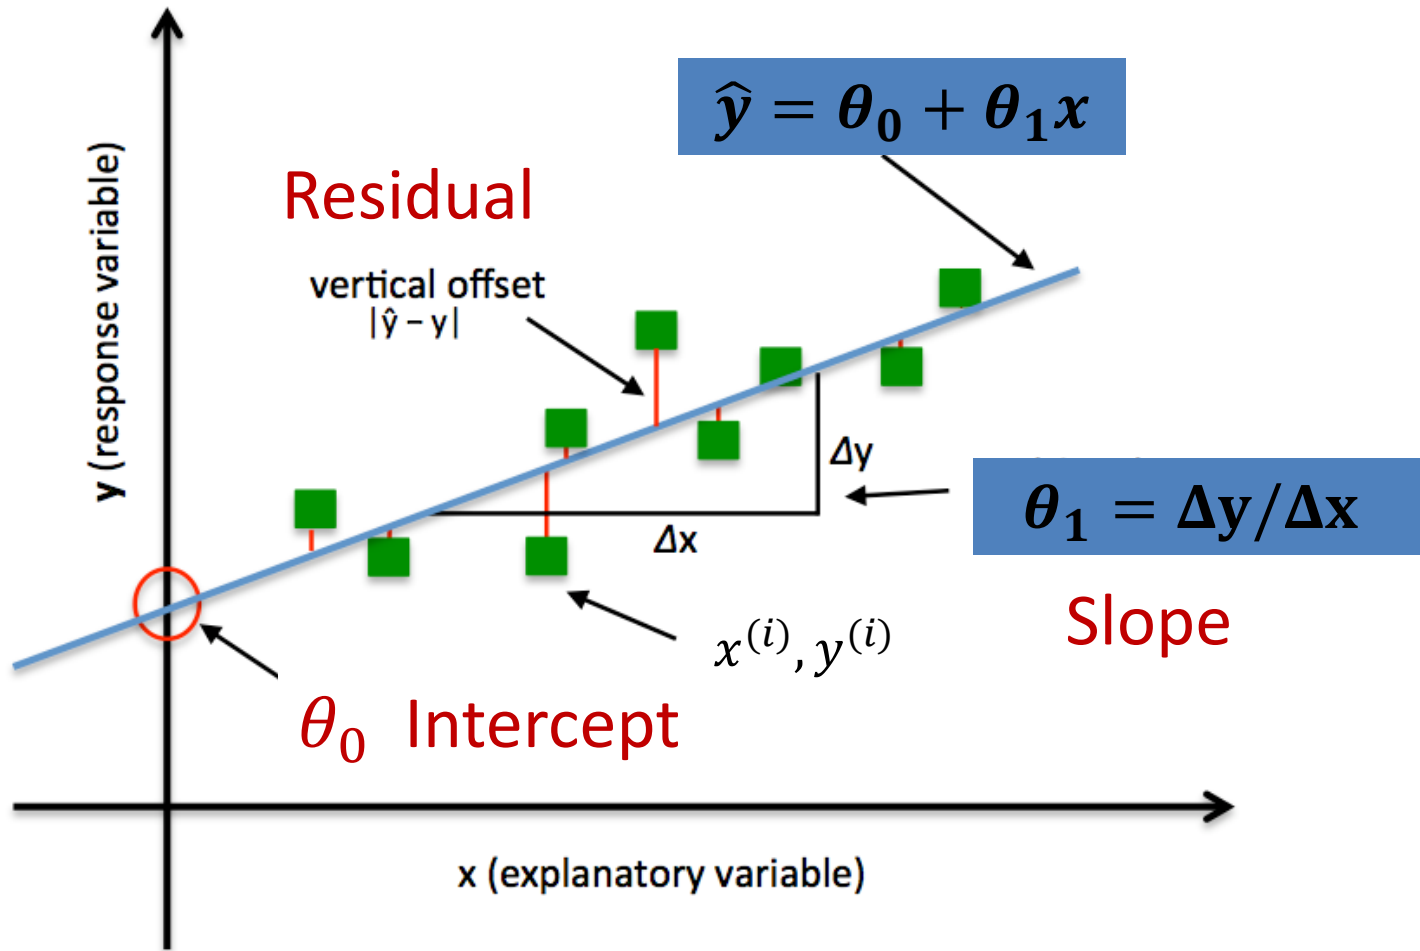 ŷ = θ₀ + θ₁x
Residual
vertical offset
|ŷ – y|
y (response variable)
Δy
θ₁ = Δy/Δx
Δx
Slope
x⁽ⁱ⁾, y⁽ⁱ⁾
θ₀ Intercept
x (explanatory variable)